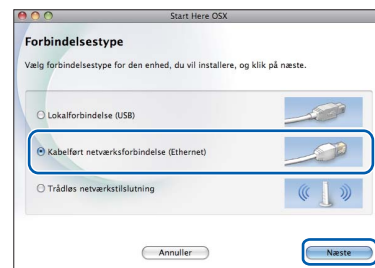 Start Here OSX
Forbindelsestype
Vælg forbindelsestype for den enhed, du vil installere, og klik på næste.
Lokalforbindelse (USB)
Kabelført netværksforbindelse (Ethernet)
Trådløs netværkstilslutning
Annuller
Næste